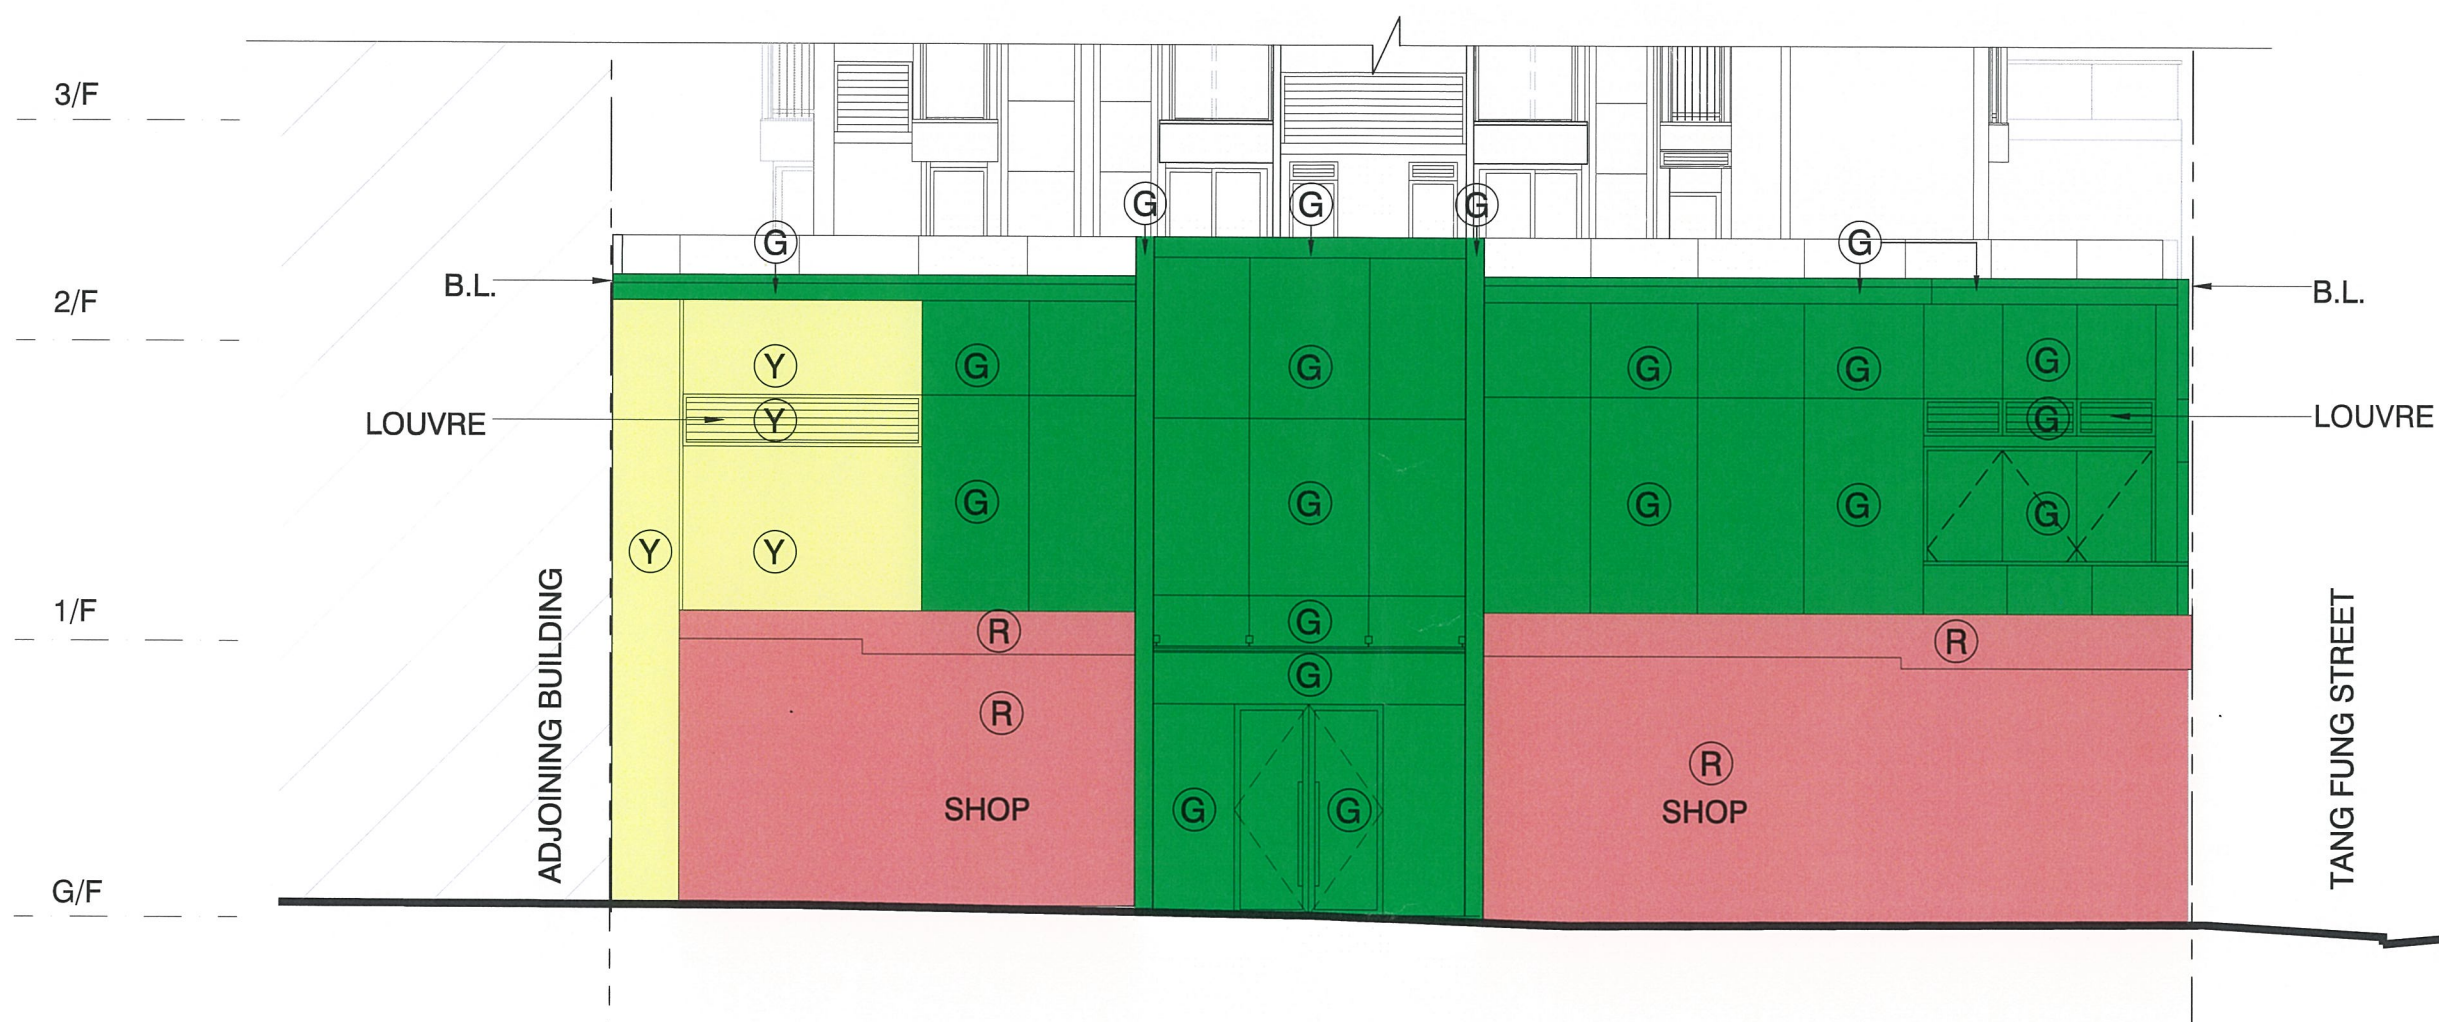 3/F
G G G
G G
B.L. B.L.
2/F
Y G G G G G
LOUVRE Y G LOUVRE
G G G G G
Y Y
1/F
G
R R
G
R
R
SHOP G G SHOP
G/F
ADJOINING BUILDING
TANG FUNG STREET